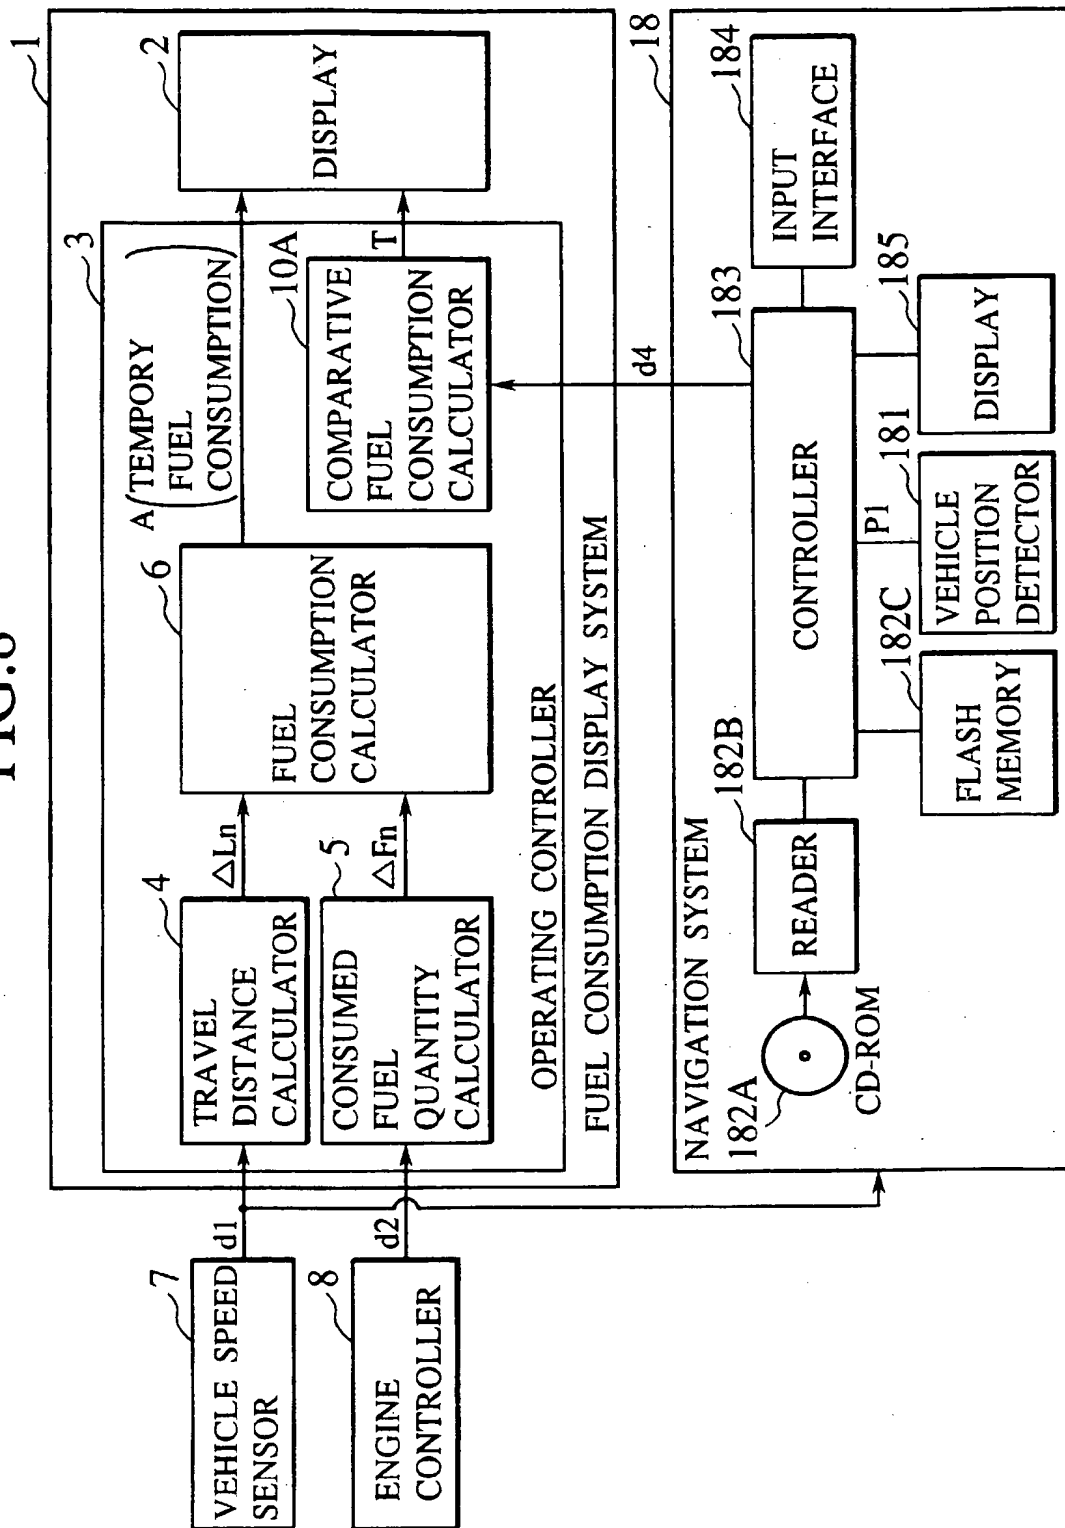 FIG.8
1
2
DISPLAY
3
A
TEMPORY
FUEL
CONSUMPTION
10A
COMPARATIVE
FUEL
CONSUMPTION
CALCULATOR
T
6
FUEL
CONSUMPTION
CALCULATOR
△Ln
△Fn
4
TRAVEL
DISTANCE
CALCULATOR
5
CONSUMED
FUEL
QUANTITY
CALCULATOR
OPERATING CONTROLLER
FUEL CONSUMPTION DISPLAY SYSTEM
7
VEHICLE SPEED
SENSOR
d1
8
ENGINE
CONTROLLER
d2
d4
18
NAVIGATION SYSTEM
182A
CD-ROM
182B
READER
183
CONTROLLER
184
INPUT
INTERFACE
182C
FLASH
MEMORY
P1
181
VEHICLE
POSITION
DETECTOR
185
DISPLAY